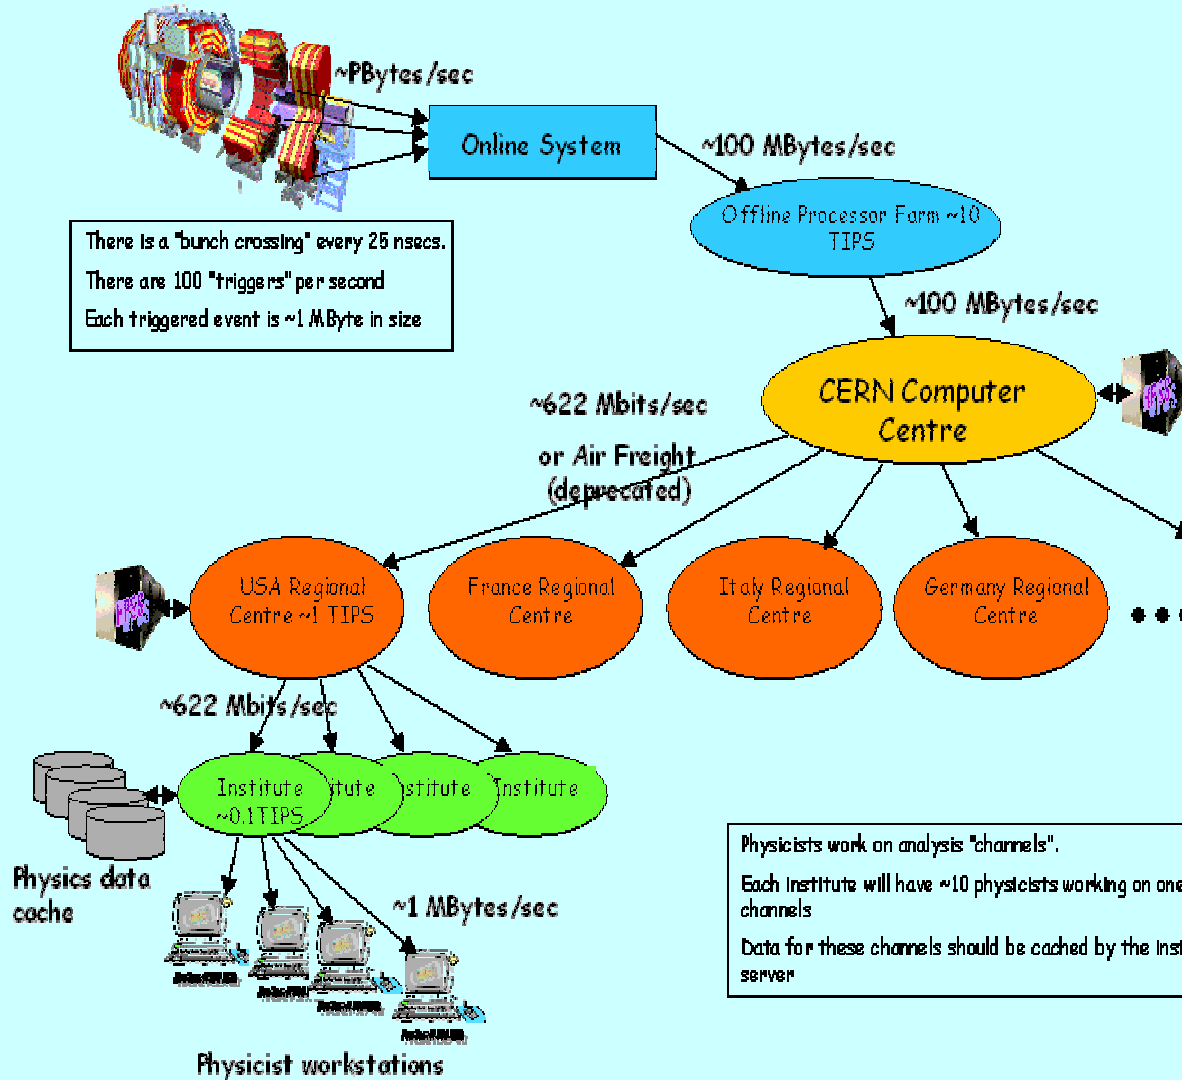 ~PBytes/sec
Online System
~100 MBytes/sec
Offline Processor Farm ~10
TIPS
There is a "bunch crossing" every 25 nsecs.
There are 100 "triggers" per second
Each triggered event is ~1 MByte in size
~100 MBytes/sec
CERN Computer
Centre
~622 Mbits/sec
or Air Freight
(deprecated)
USA Regional
Centre ~1 TIPS
France Regional
Centre
Italy Regional
Centre
Germany Regional
Centre
~622 Mbits/sec
Institute
~0.1TIPS
itute
stitute
Institute
Physics data
cache
~1 MBytes/sec
Physicists work on analysis "channels".
Each institute will have ~10 physicists working on one
channels
Data for these channels should be cached by the inst
server
Physicist workstations